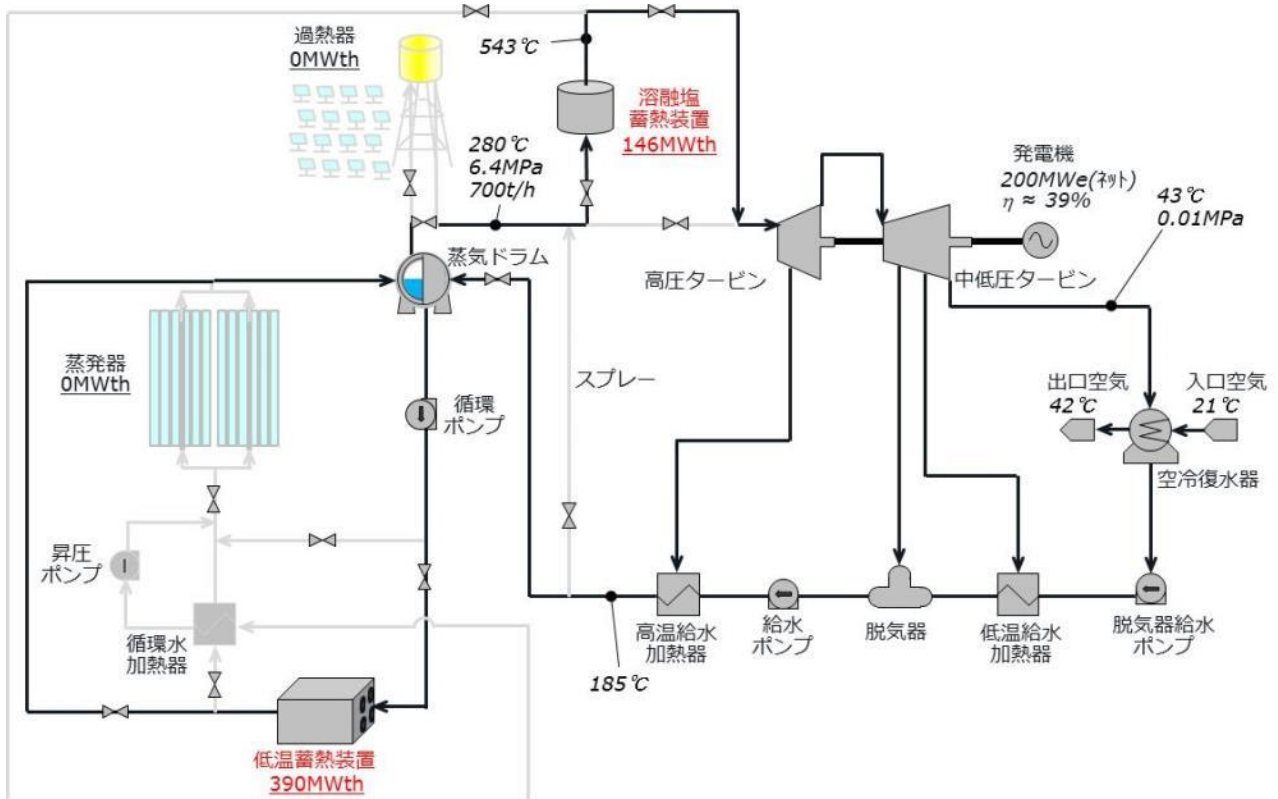 過熱器
0MWth
543℃
溶融塩
蓄熱装置
146MWth
280℃
6.4MPa
700t/h
発電機
200MWe(ネット)
η ≈ 39%
43℃
0.01MPa
蒸気ドラム
高圧タービン
中低圧タービン
蒸発器
0MWth
スプレー
循環
ポンプ
出口空気
42℃
入口空気
21℃
空冷復水器
昇圧
ポンプ
循環水
加熱器
高温給水
加熱器
給水
ポンプ
脱気器
低温給水
加熱器
脱気器給水
ポンプ
185℃
低温蓄熱装置
390MWth